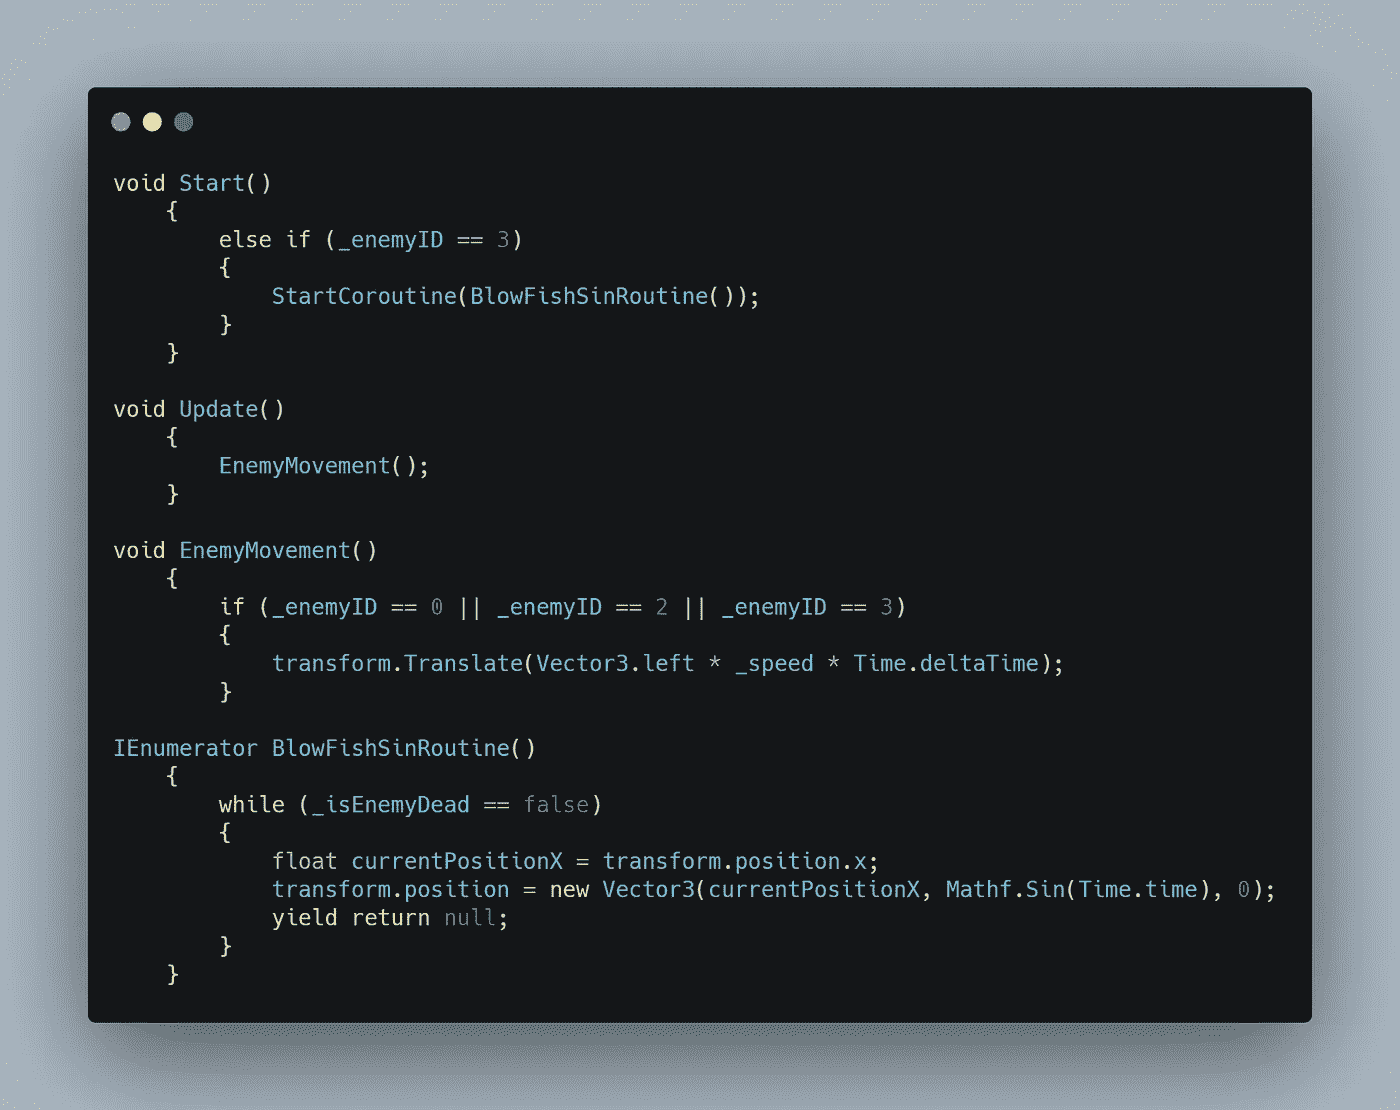 void Start()
    {
        else if (_enemyID == 3)
        {
            StartCoroutine(BlowFishSinRoutine());
        }
    }

void Update()
    {
        EnemyMovement();
    }

void EnemyMovement()
    {
        if (_enemyID == 0 || _enemyID == 2 || _enemyID == 3)
        {
            transform.Translate(Vector3.left * _speed * Time.deltaTime);
        }

IEnumerator BlowFishSinRoutine()
    {
        while (_isEnemyDead == false)
        {
            float currentPositionX = transform.position.x;
            transform.position = new Vector3(currentPositionX, Mathf.Sin(Time.time), 0);
            yield return null;
        }
    }